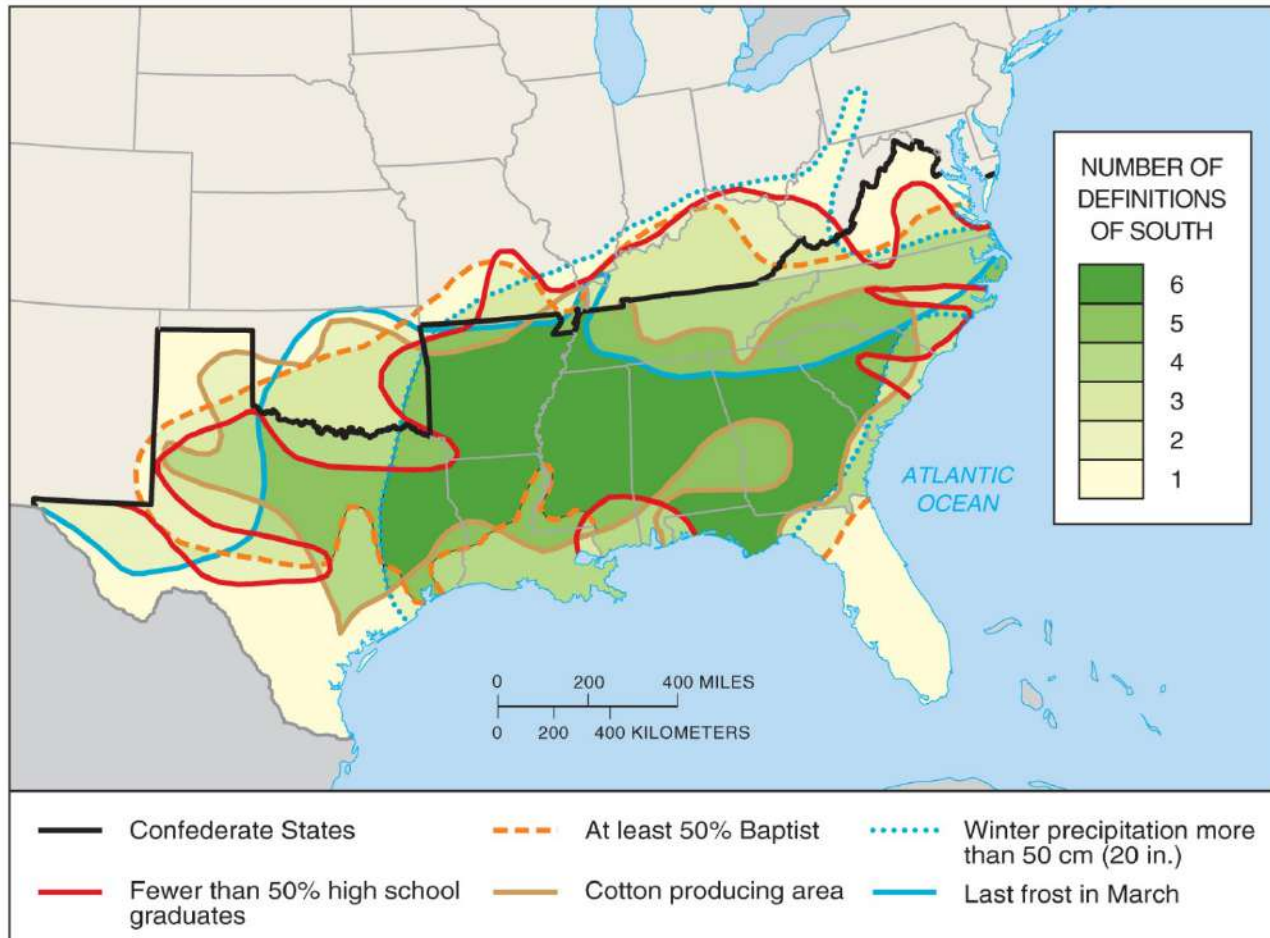 NUMBER OF
DEFINITIONS
OF SOUTH
6
5
4
3
2
1
ATLANTIC
OCEAN
0 200 400 MILES
0 200 400 KILOMETERS
Confederate States
At least 50% Baptist
Winter precipitation more
than 50 cm (20 in.)
Fewer than 50% high school
graduates
Cotton producing area
Last frost in March